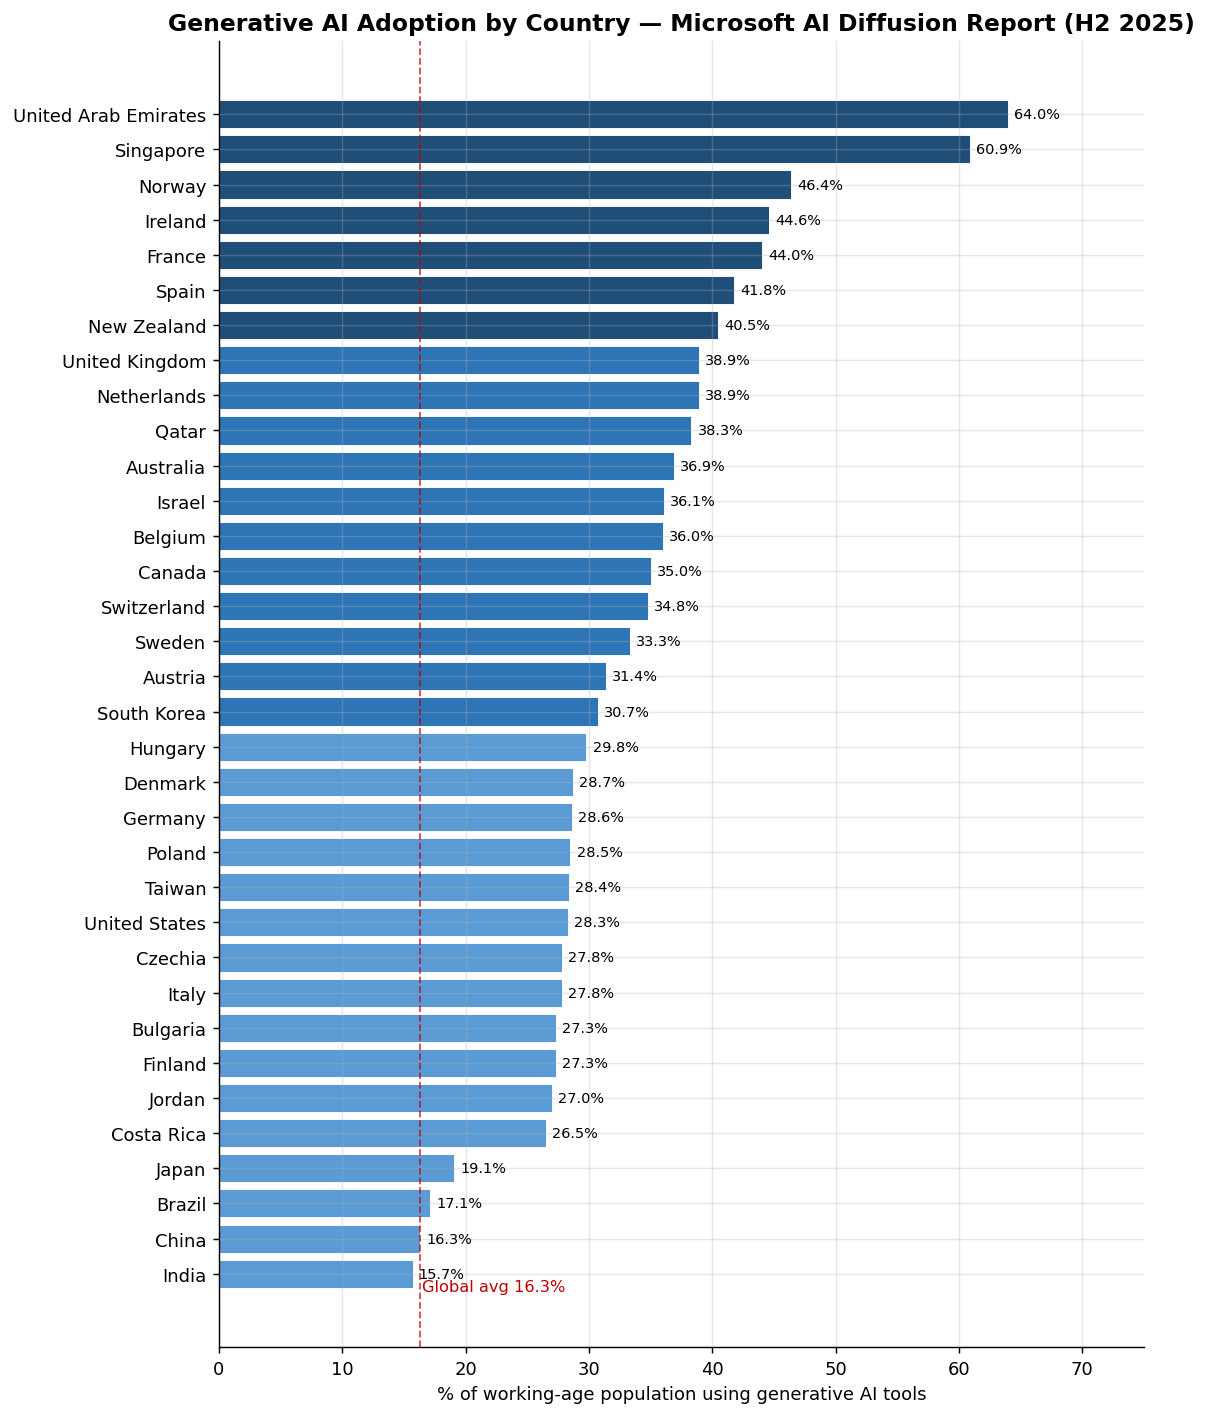 Generative AI Adoption by Country — Microsoft AI Diffusion Report (H2 2025)
United Arab Emirates 64.0%
Singapore 60.9%
Norway 46.4%
Ireland 44.6%
France 44.0%
Spain 41.8%
New Zealand 40.5%
United Kingdom 38.9%
Netherlands 38.9%
Qatar 38.3%
Australia 36.9%
Israel 36.1%
Belgium 36.0%
Canada 35.0%
Switzerland 34.8%
Sweden 33.3%
Austria 31.4%
South Korea 30.7%
Hungary 29.8%
Denmark 28.7%
Germany 28.6%
Poland 28.5%
Taiwan 28.4%
United States 28.3%
Czechia 27.8%
Italy 27.8%
Bulgaria 27.3%
Finland 27.3%
Jordan 27.0%
Costa Rica 26.5%
Japan 19.1%
Brazil 17.1%
China 16.3%
India 15.7%
Global avg 16.3%
0 10 20 30 40 50 60 70
% of working-age population using generative AI tools